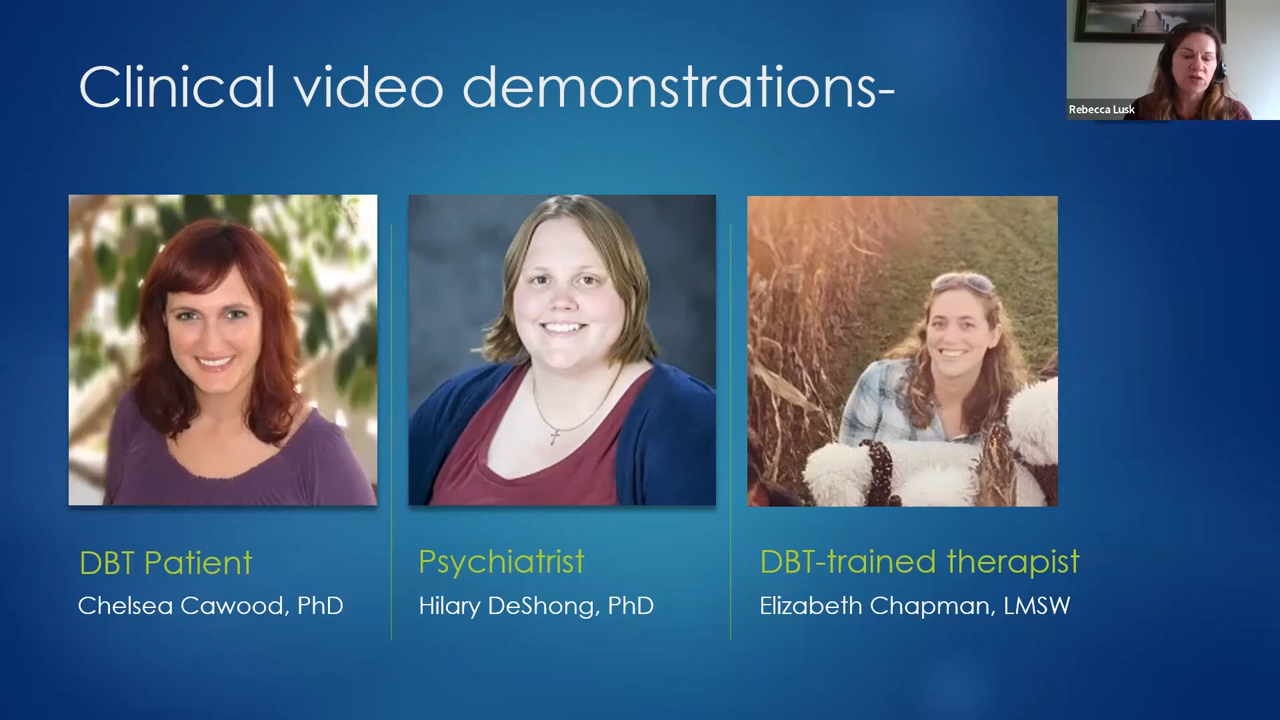 Clinical video demonstrations-
Rebecca Lusk
DBT Patient
Chelsea Cawood, PhD
Psychiatrist
Hilary DeShong, PhD
DBT-trained therapist
Elizabeth Chapman, LMSW